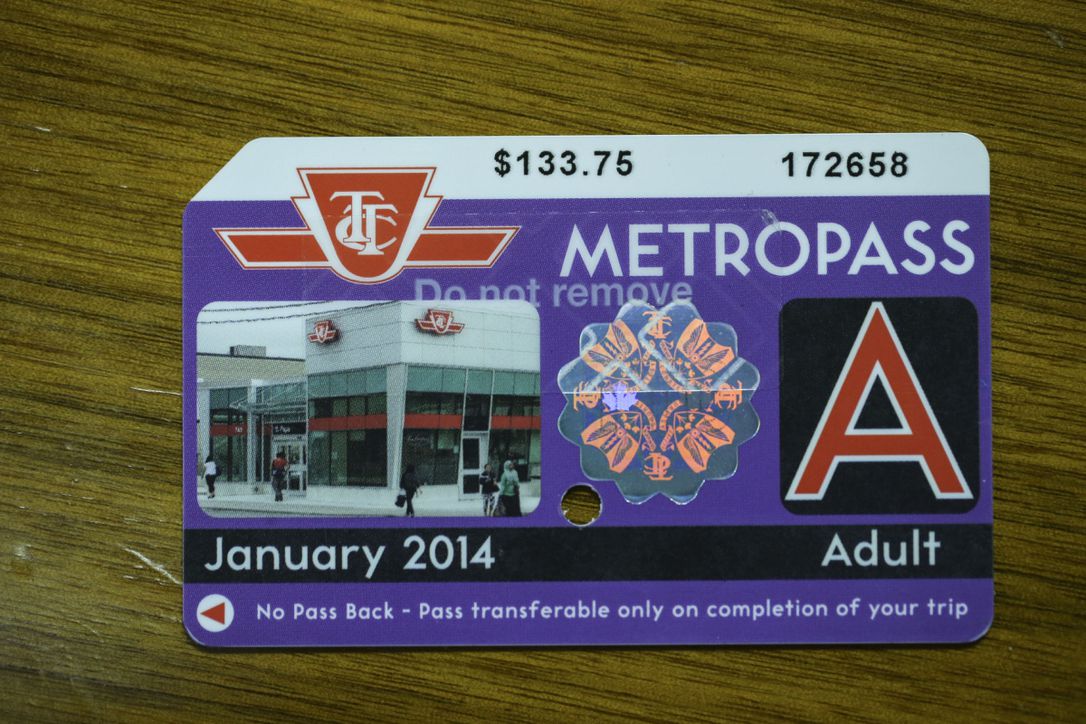 $133.75 172658
TTC
METROPASS
Do not remove
A
January 2014 Adult
No Pass Back - Pass transferable only on completion of your trip